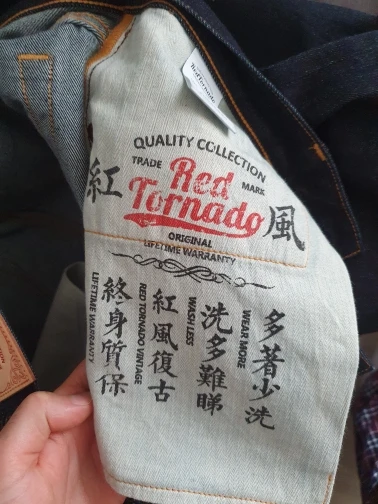 QUALITY COLLECTION
TRADE MARK
紅 Red Tornado 風
ORIGINAL
LIFETIME WARRANTY
多著少洗
WEAR MORE
洗多難睇
WASH LESS
紅風復古
RED TORNADO VINTAGE
終身質保
LIFETIME WARRANTY